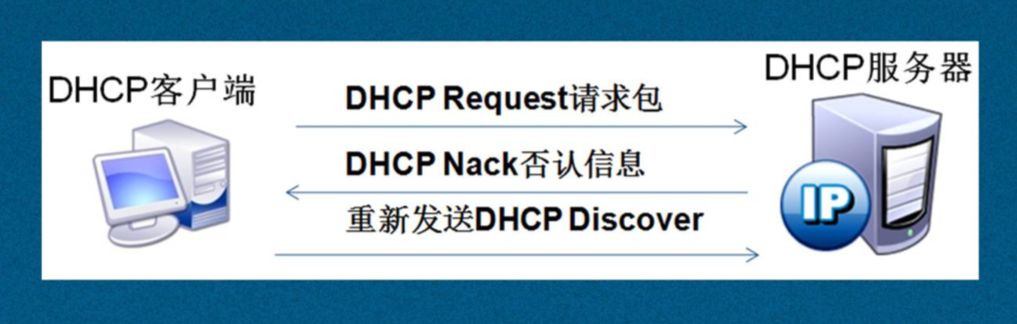 DHCP客户端
DHCP服务器
DHCP Request请求包
DHCP Nack否认信息
重新发送DHCP Discover
IP